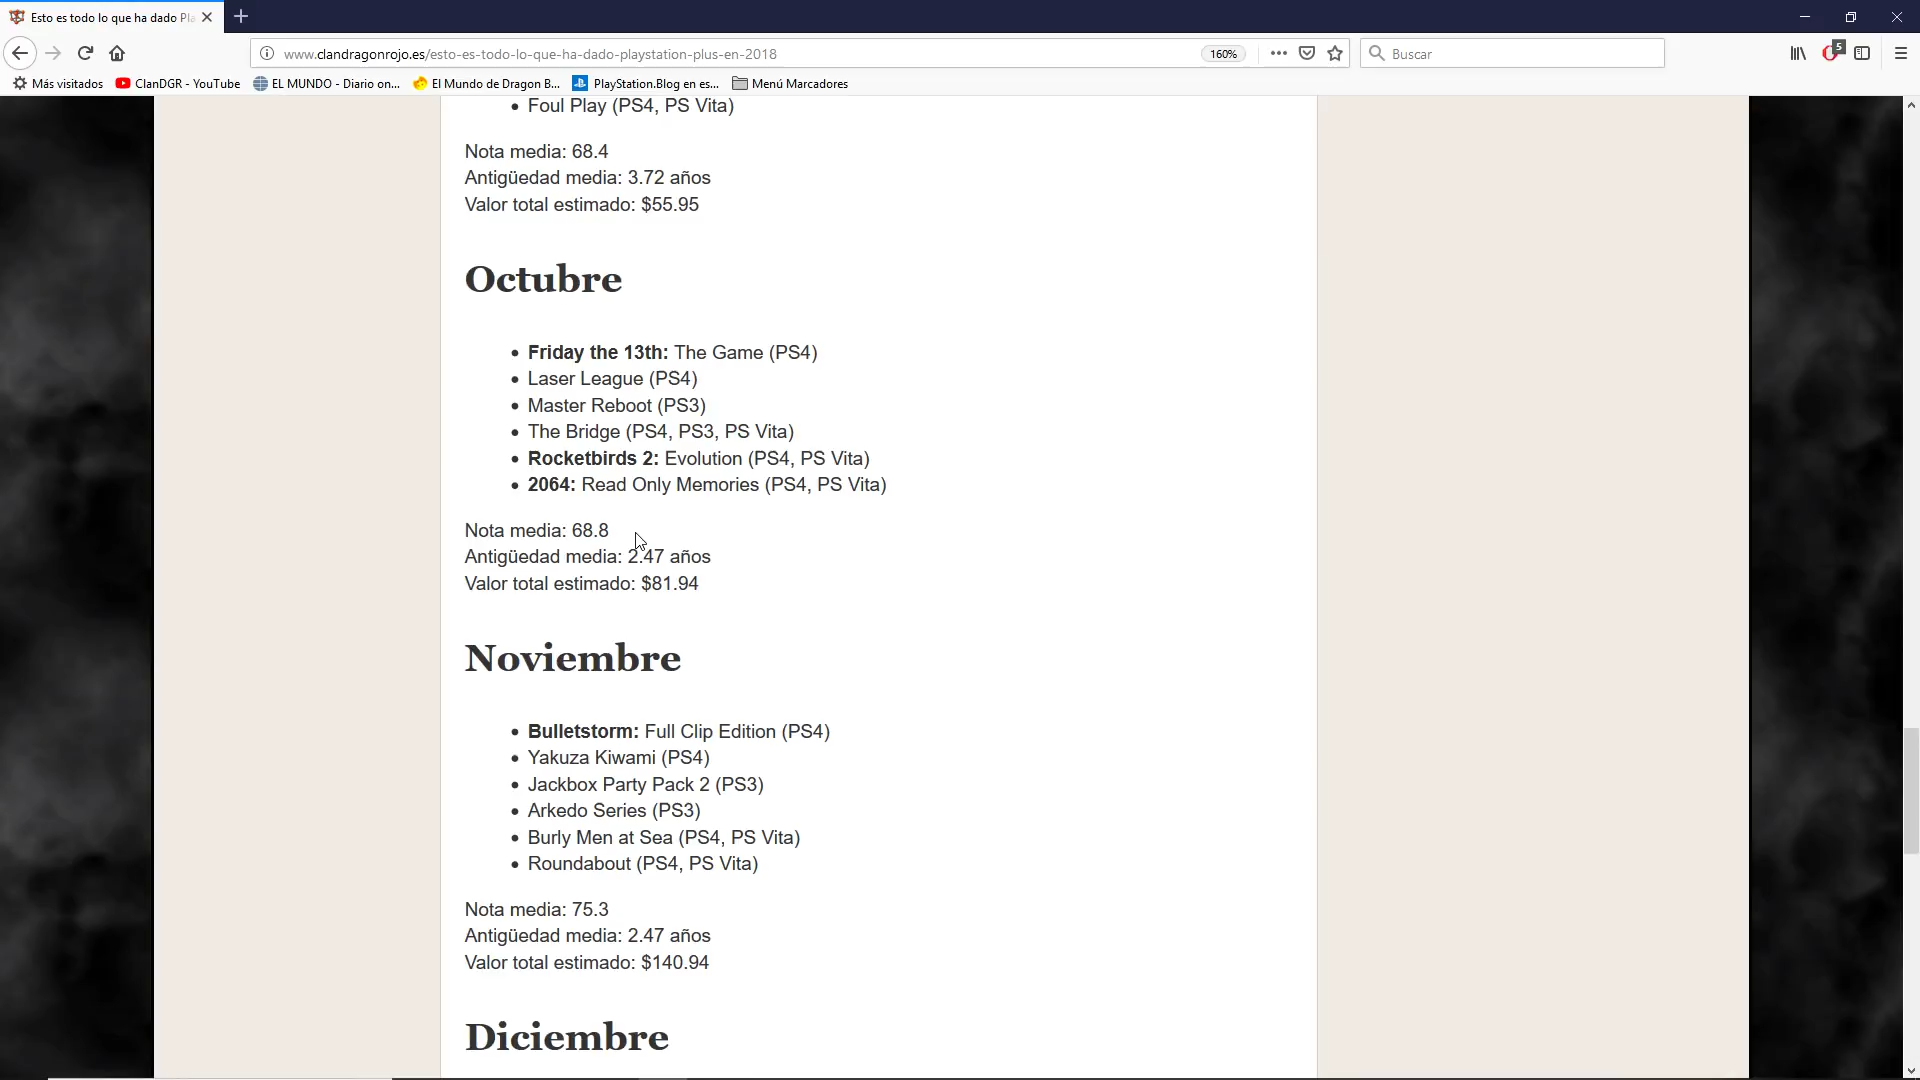 Esto es todo lo que ha dado Pla
www.clandragonrojo.es/esto-es-todo-lo-que-ha-dado-playstation-plus-en-2018
160%
Buscar
5
Más visitados
ClanDGR - YouTube
EL MUNDO - Diario on...
El Mundo de Dragon B...
PlayStation.Blog en es...
Menú Marcadores
• Foul Play (PS4, PS Vita)
Nota media: 68.4
Antigüedad media: 3.72 años
Valor total estimado: $55.95
Octubre
• Friday the 13th: The Game (PS4)
• Laser League (PS4)
• Master Reboot (PS3)
• The Bridge (PS4, PS3, PS Vita)
• Rocketbirds 2: Evolution (PS4, PS Vita)
• 2064: Read Only Memories (PS4, PS Vita)
Nota media: 68.8
Antigüedad media: 2.47 años
Valor total estimado: $81.94
Noviembre
• Bulletstorm: Full Clip Edition (PS4)
• Yakuza Kiwami (PS4)
• Jackbox Party Pack 2 (PS3)
• Arkedo Series (PS3)
• Burly Men at Sea (PS4, PS Vita)
• Roundabout (PS4, PS Vita)
Nota media: 75.3
Antigüedad media: 2.47 años
Valor total estimado: $140.94
Diciembre